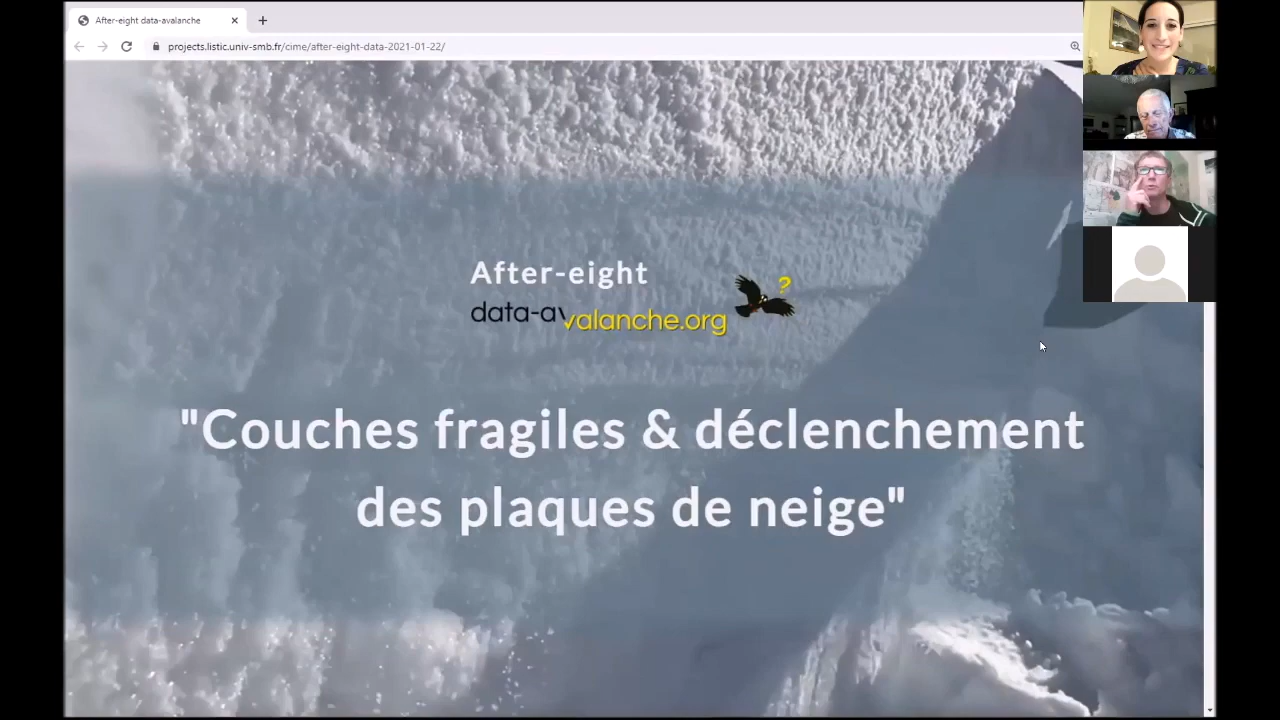 After-eight data-avalanche
projects.listic.univ-smb.fr/cime/after-eight-data-2021-01-22/
After-eight
data-avalanche.org
?
"Couches fragiles & déclenchement
des plaques de neige"